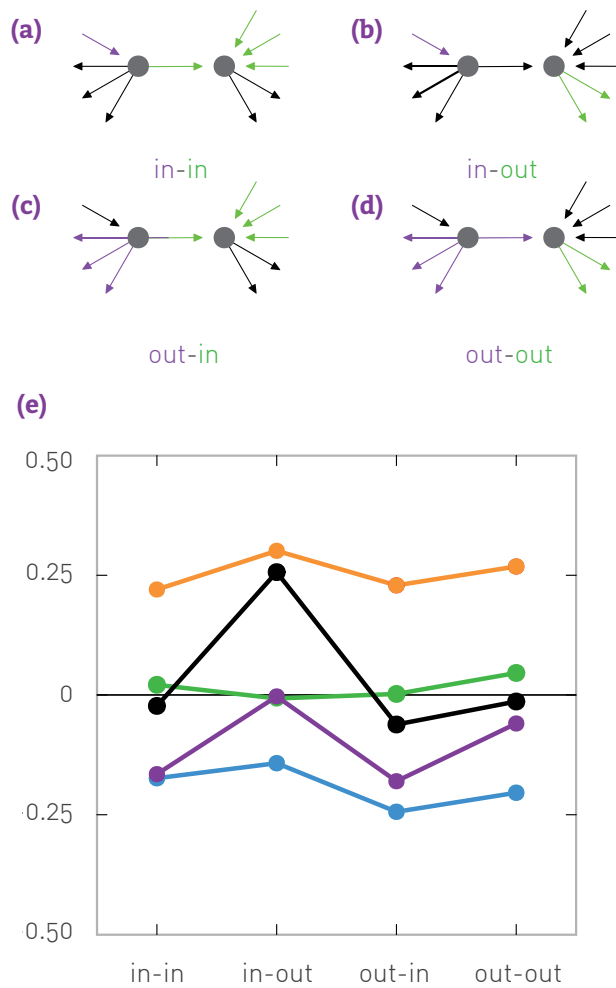 (a)
(b)
in-in
in-out
(c)
(d)
out-in
out-out
(e)
0.50
0.25
0
0.25
0.50
in-in in-out out-in out-out